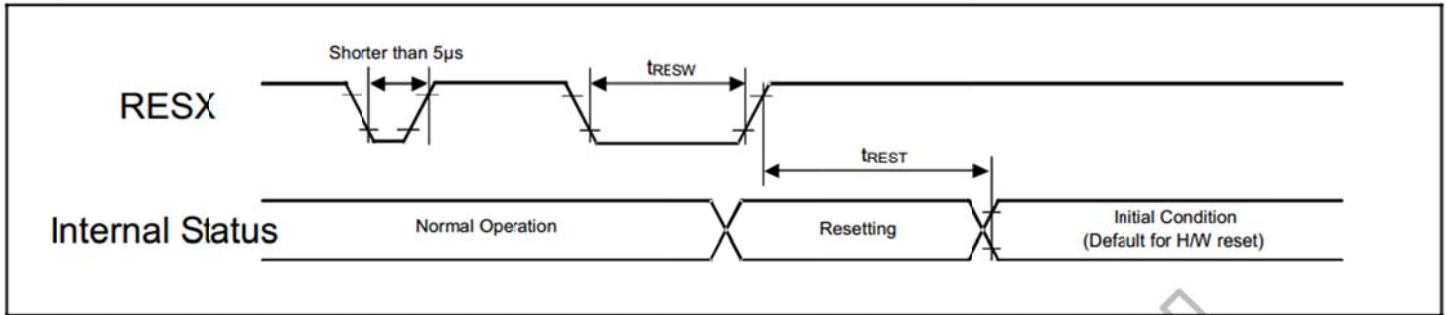 Shorter than 5µs
tRESW
RESX
tREST
Internal Status
Normal Operation
Resetting
Initial Condition
(Default for H/W reset)